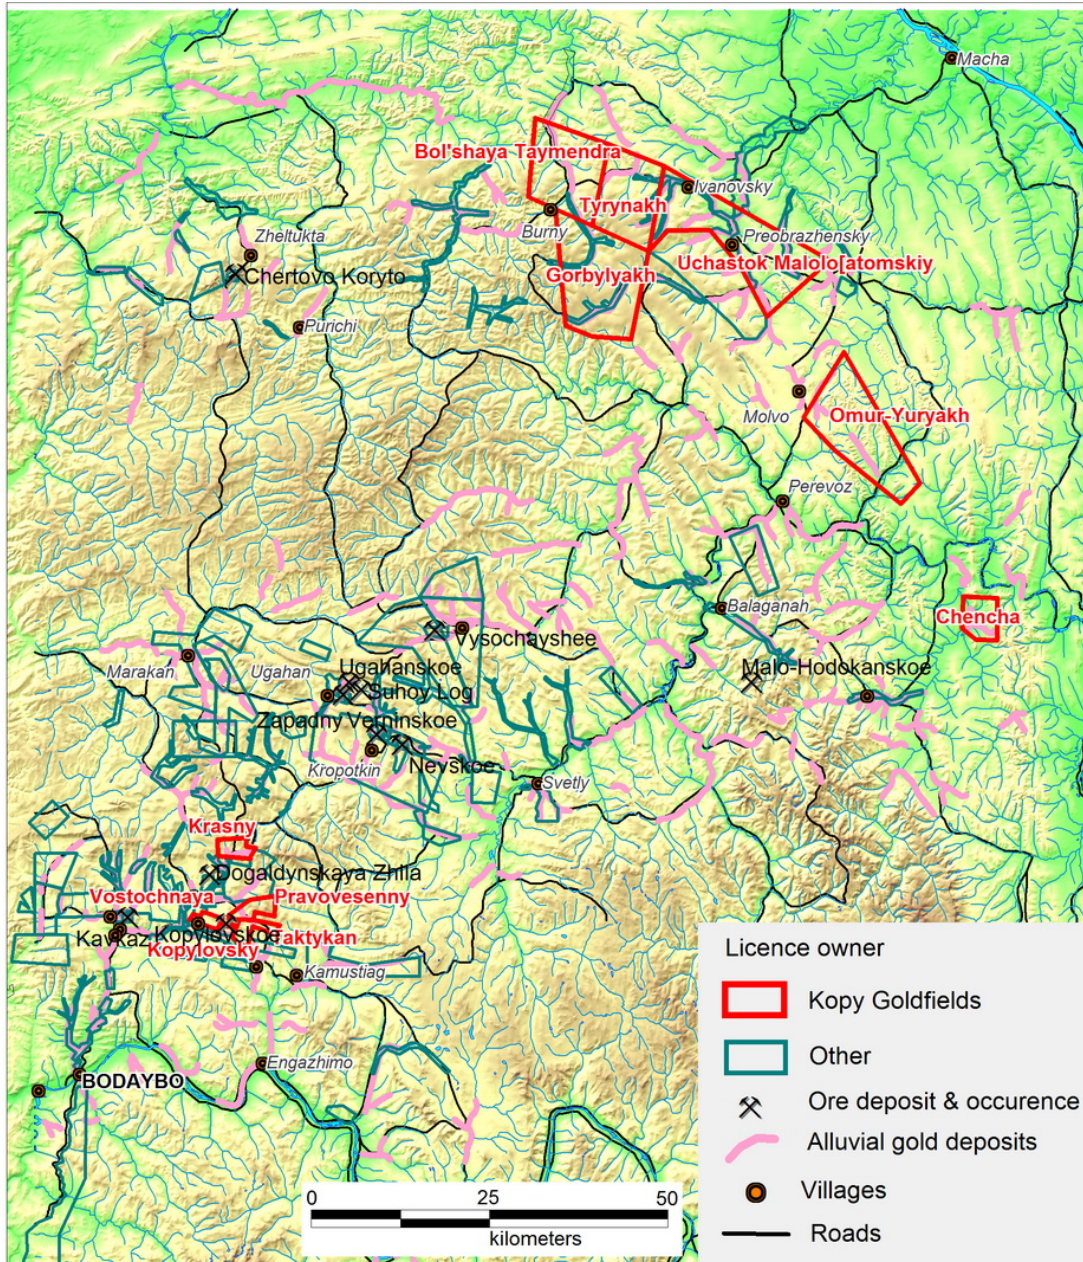 Macha
Bol'shaya Taymendra
Ivanovsky
Tyrynakh
Burny
Zheltukta
Preobrazhensky
Uchastok Malolo[atomskiy
Chertovo Koryto
Gorbylyakh
Purichi
Molvo
Omur-Yuryakh
Perevoz
Balaganah
Chencha
Vysochayshee
Marakan
Ugahan
Ugahanskoe
Malo-Hodokanskoe
Suhoy Log
Zapadny
Verninskoe
Kropotkin
Nevskoe
Svetly
Krasny
Dogaldynskaya Zhila
Vostochnaya
Pravovesenny
Kavkaz
Kopylovskoe
Taktykan
Kopylovsky
Kamustiag
Engazhimo
BODAYBO
Licence owner
Kopy Goldfields
Other
Ore deposit & occurence
Alluvial gold deposits
Villages
Roads
0 25 50
kilometers